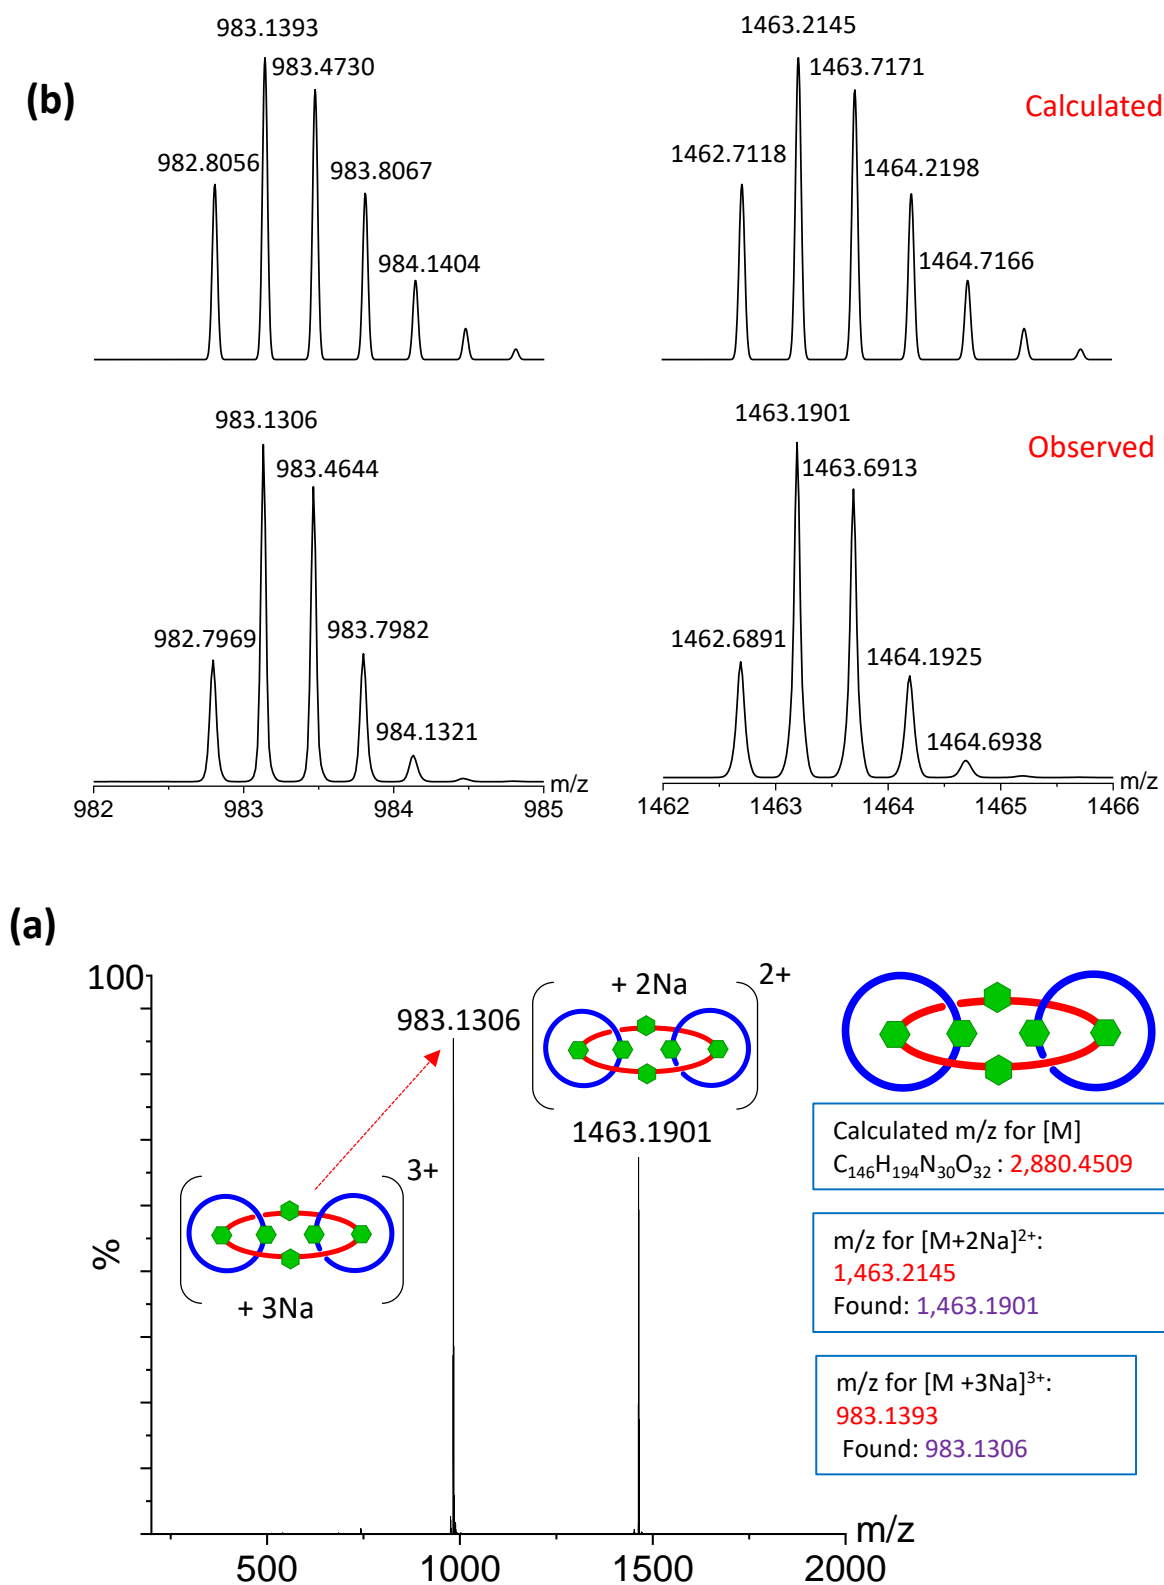 983.1393
1463.2145
983.4730
1463.7171
(b)
Calculated
982.8056
983.8067
1462.7118
1464.2198
984.1404
1464.7166
983.1306
1463.1901
Observed
983.4644
1463.6913
982.7969
983.7982
1462.6891
1464.1925
984.1321
1464.6938
m/z
m/z
982 983 984 985
1462 1463 1464 1465 1466
(a)
100
+ 2Na
2+
983.1306
1463.1901
Calculated m/z for [M]
C₁₄₆H₁₉₄N₃₀O₃₂ : 2,880.4509
3+
m/z for [M+2Na]²⁺:
1,463.2145
Found: 1,463.1901
%
+ 3Na
m/z for [M +3Na]³⁺:
983.1393
Found: 983.1306
m/z
500 1000 1500 2000